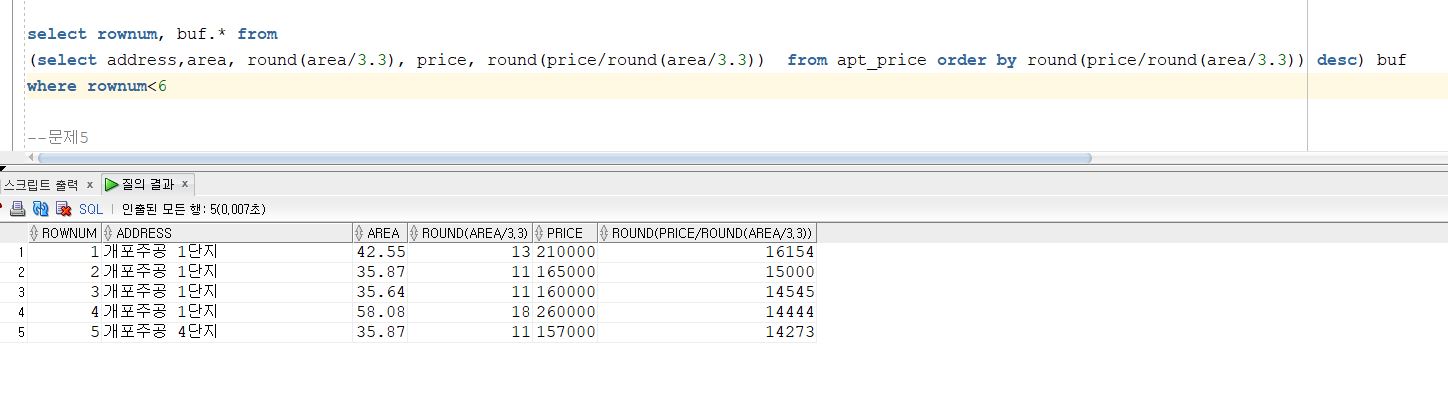 select rownum, buf.* from
(select address,area, round(area/3.3), price, round(price/round(area/3.3))  from apt_price order by round(price/round(area/3.3)) desc) buf
where rownum<6
--문제5
스크립트 출력 x 질의 결과 x
SQL | 인출된 모든 행: 5(0,007초)
ROWNUM ADDRESS AREA ROUND(AREA/3,3) PRICE ROUND(PRICE/ROUND(AREA/3,3))
1 1 개포주공 1단지 42.55 13 210000 16154
2 2 개포주공 1단지 35.87 11 165000 15000
3 3 개포주공 1단지 35.64 11 160000 14545
4 4 개포주공 1단지 58.08 18 260000 14444
5 5 개포주공 4단지 35.87 11 157000 14273